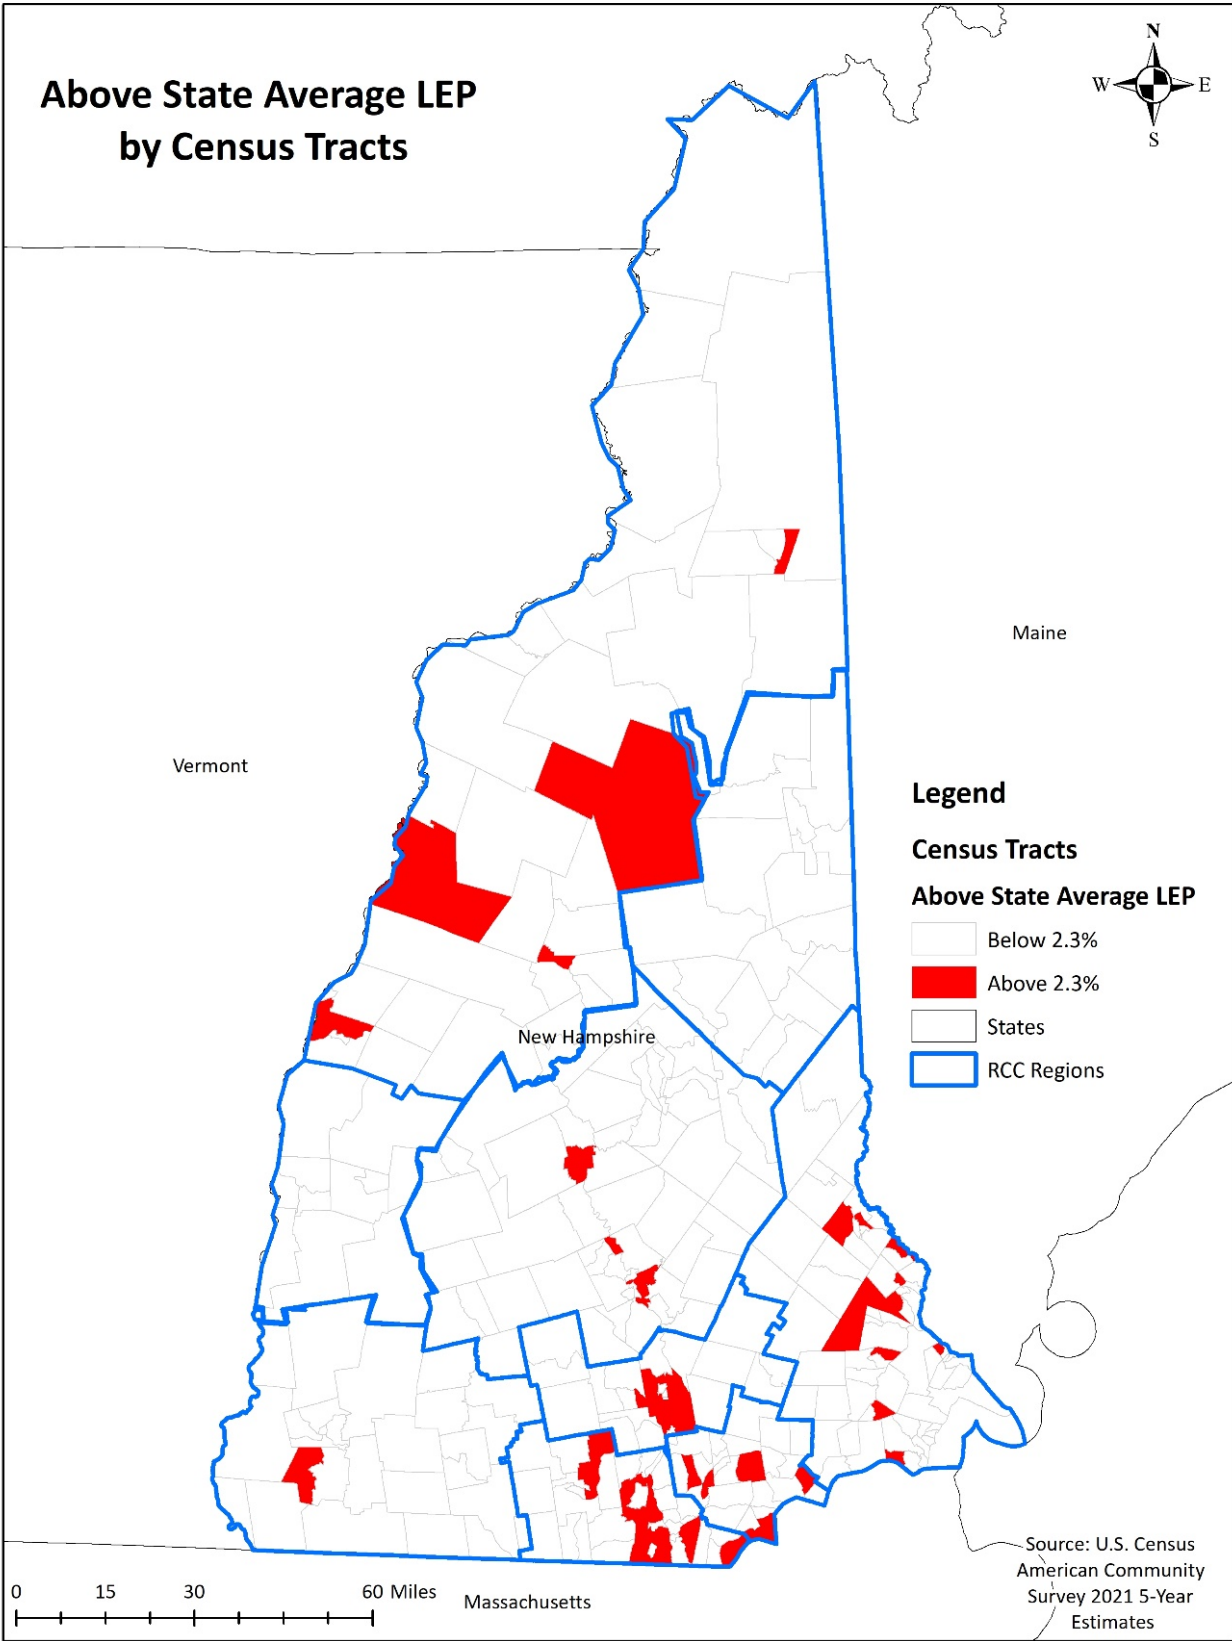 Above State Average LEP
by Census Tracts
N
W
E
S
Maine
Vermont
New Hampshire
Legend
Census Tracts
Above State Average LEP
Below 2.3%
Above 2.3%
States
RCC Regions
0 15 30 60 Miles
Massachusetts
Source: U.S. Census
American Community
Survey 2021 5-Year
Estimates